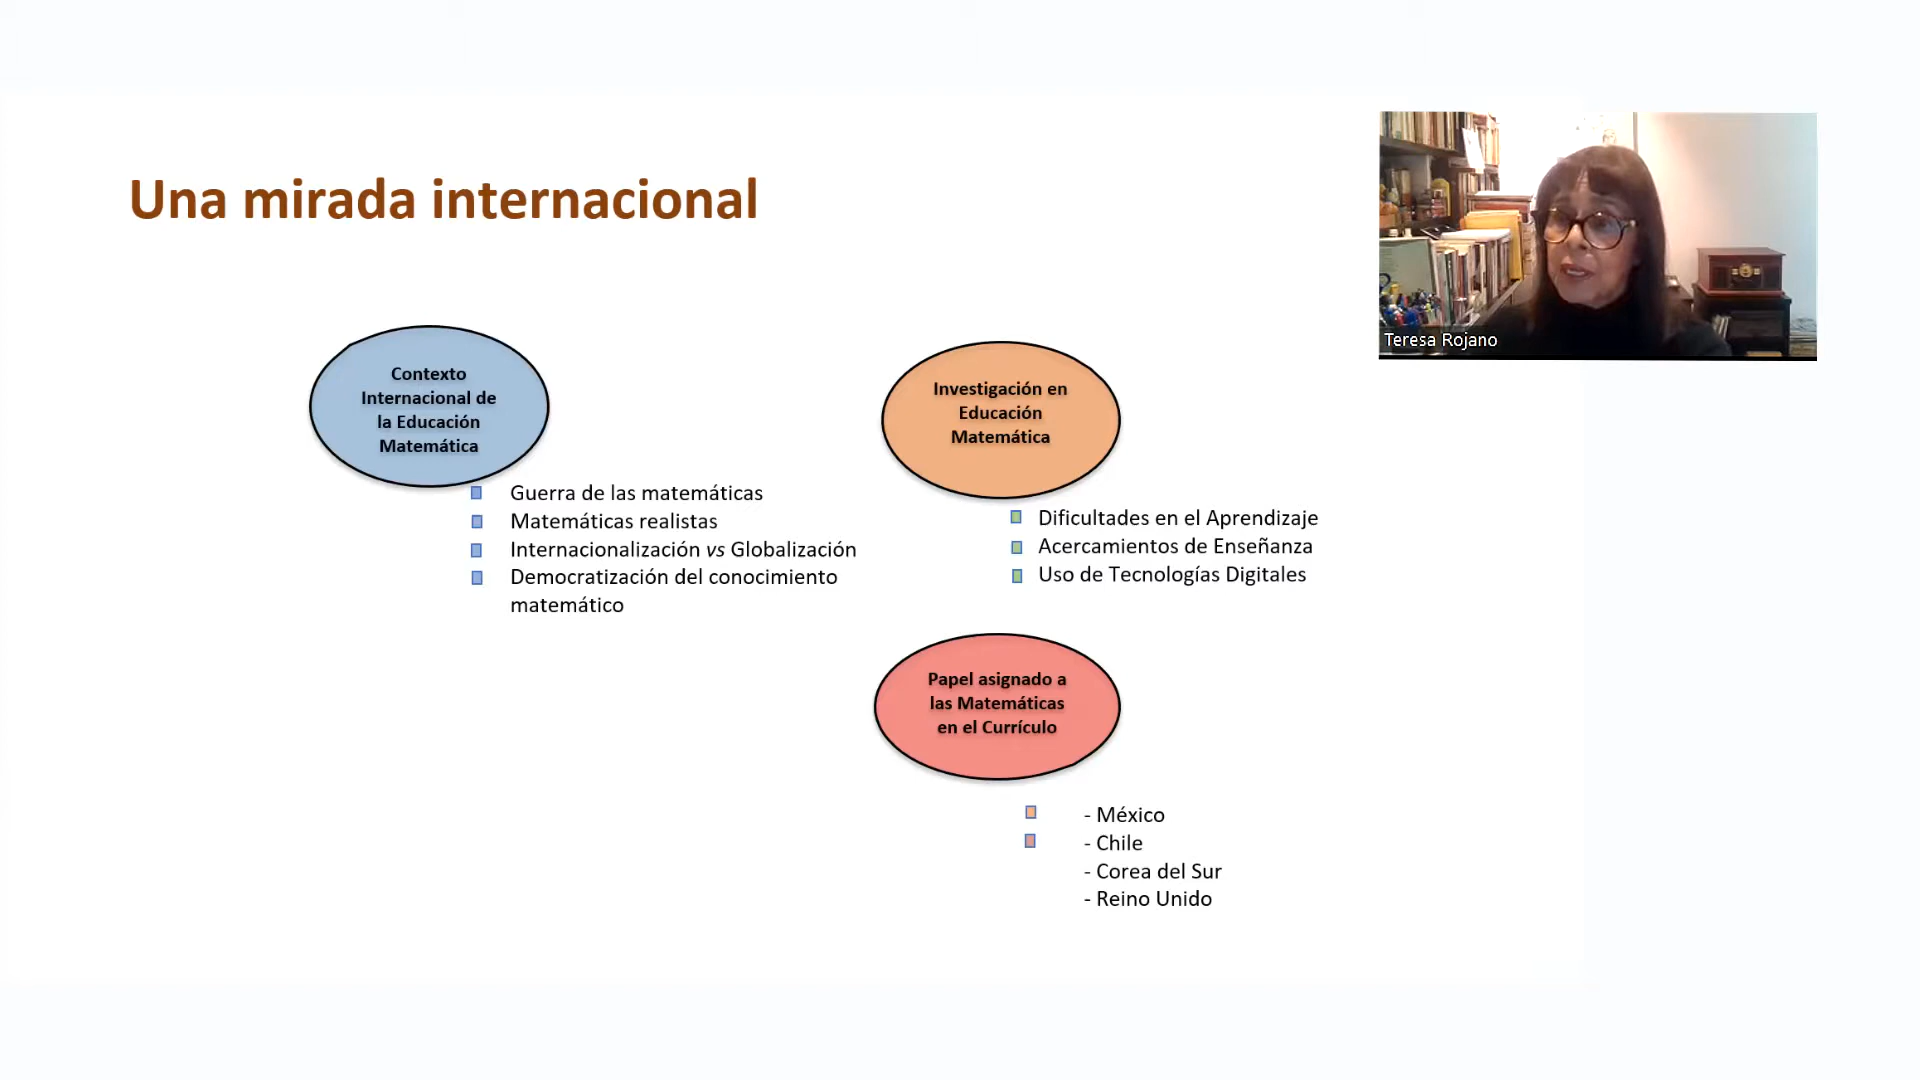 Una mirada internacional
Teresa Rojano
Contexto
Internacional de
la Educación
Matemática
Guerra de las matemáticas
Matemáticas realistas
Internacionalización vs Globalización
Democratización del conocimiento
matemático
Investigación en
Educación
Matemática
Dificultades en el Aprendizaje
Acercamientos de Enseñanza
Uso de Tecnologías Digitales
Papel asignado a
las Matemáticas
en el Currículo
- México
- Chile
- Corea del Sur
- Reino Unido